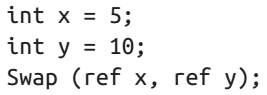 int x = 5;
int y = 10;
Swap (ref x, ref y);